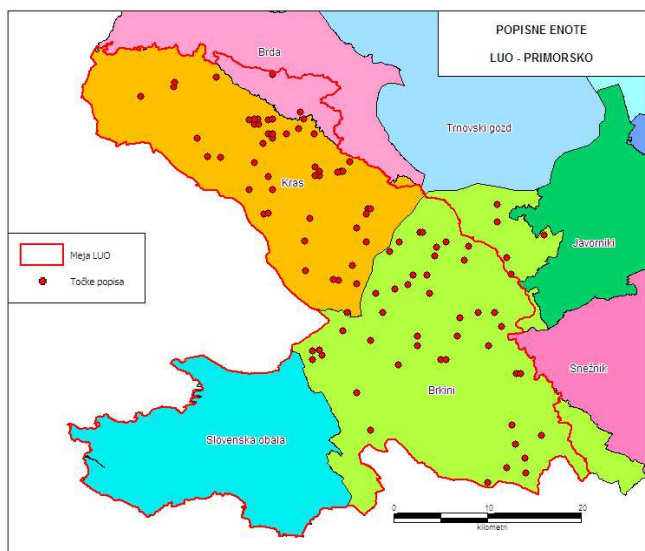 POPISNE ENOTE
LUO - PRIMORSKO
Brda
Trnovski gozd
Kras
Javorniki
Meja LUO
Točke popisa
Snežnik
Brkini
Slovenska obala
0 10 20
kilometri